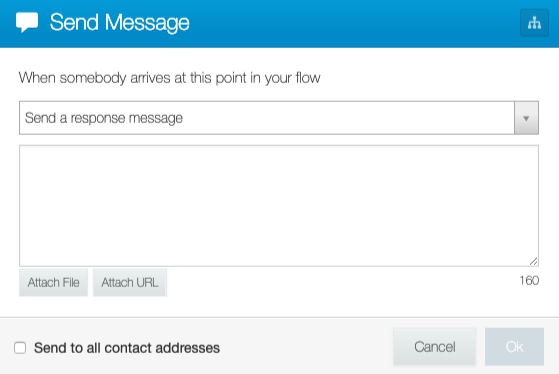 Send Message
When somebody arrives at this point in your flow
Send a response message
Attach File Attach URL 160
Send to all contact addresses Cancel Ok